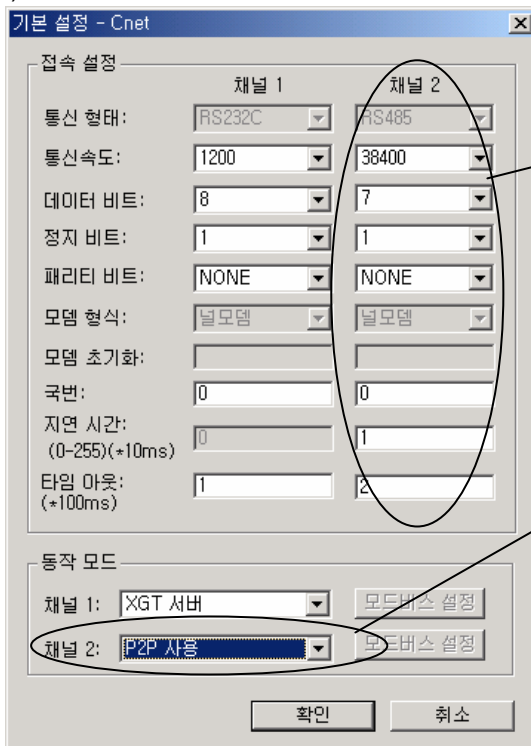 기본 설정 - Cnet
접속 설정
채널 1 채널 2
통신 형태: RS232C RS485
통신속도: 1200 38400
데이터 비트: 8 7
정지 비트: 1 1
패리티 비트: NONE NONE
모뎀 형식: 널모뎀 널모뎀
모뎀 초기화:
국번: 0 0
지연 시간:
(0-255)(*10ms) 0 1
타임 아웃:
(*100ms) 1 2
동작 모드
채널 1: XGT 서버 모드버스 설정
채널 2: P2P 사용 모드버스 설정
확인 취소